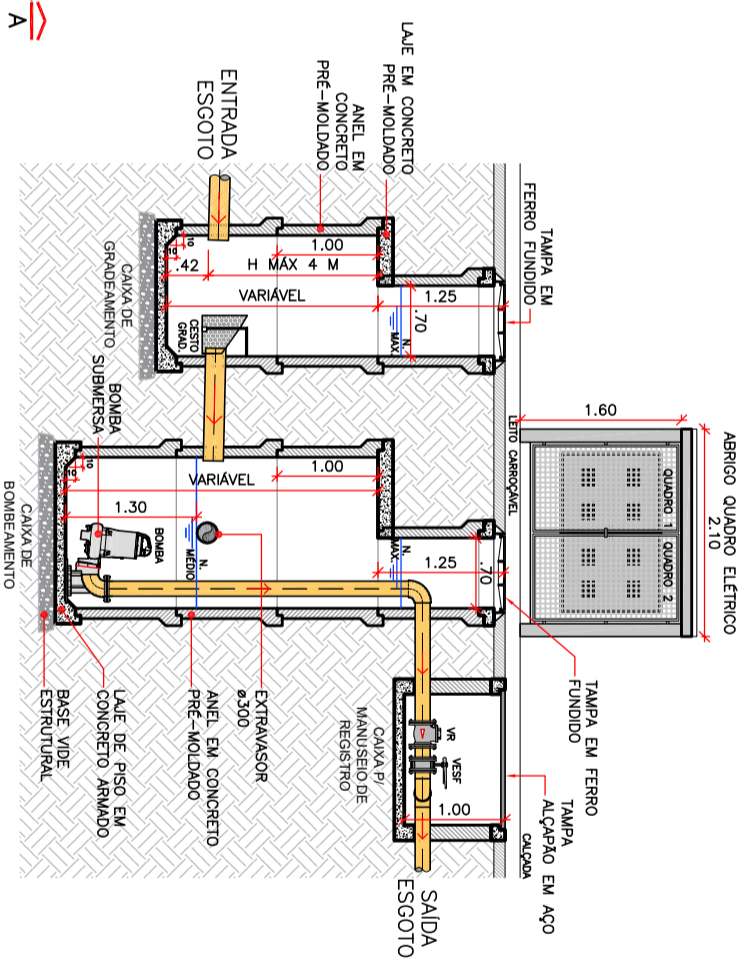 ABRIGO QUADRO ELÉTRICO
2.10
1.60
QUADRO 1
QUADRO 2
LEITO CARROÇÁVEL
TAMPA EM
FERRO FUNDIDO
TAMPA EM FERRO
FUNDIDO
TAMPA
ALÇAPÃO EM AÇO
CALÇADA
LAJE EM CONCRETO
PRÉ-MOLDADO
ANEL EM
CONCRETO
PRÉ-MOLDADO
ENTRADA
ESGOTO
1.25
.70
N.
MAX.
1.00
H MÁX 4 M
VARIÁVEL
.42
10
10
CESTO
GRAD.
CAIXA DE
GRADEAMENTO
1.25
.70
N.
MAX.
1.00
VARIÁVEL
1.30
N.
MÉDIO
10
10
BOMBA
BOMBA
SUBMERSA
CAIXA DE
BOMBEAMENTO
VR
VESF
1.00
CAIXA P/
MANUSEIO DE
REGISTRO
SAÍDA
ESGOTO
EXTRAVASOR
ø300
ANEL EM CONCRETO
PRÉ-MOLDADO
LAJE DE PISO EM
CONCRETO ARMADO
BASE VIDE
ESTRUTURAL
A